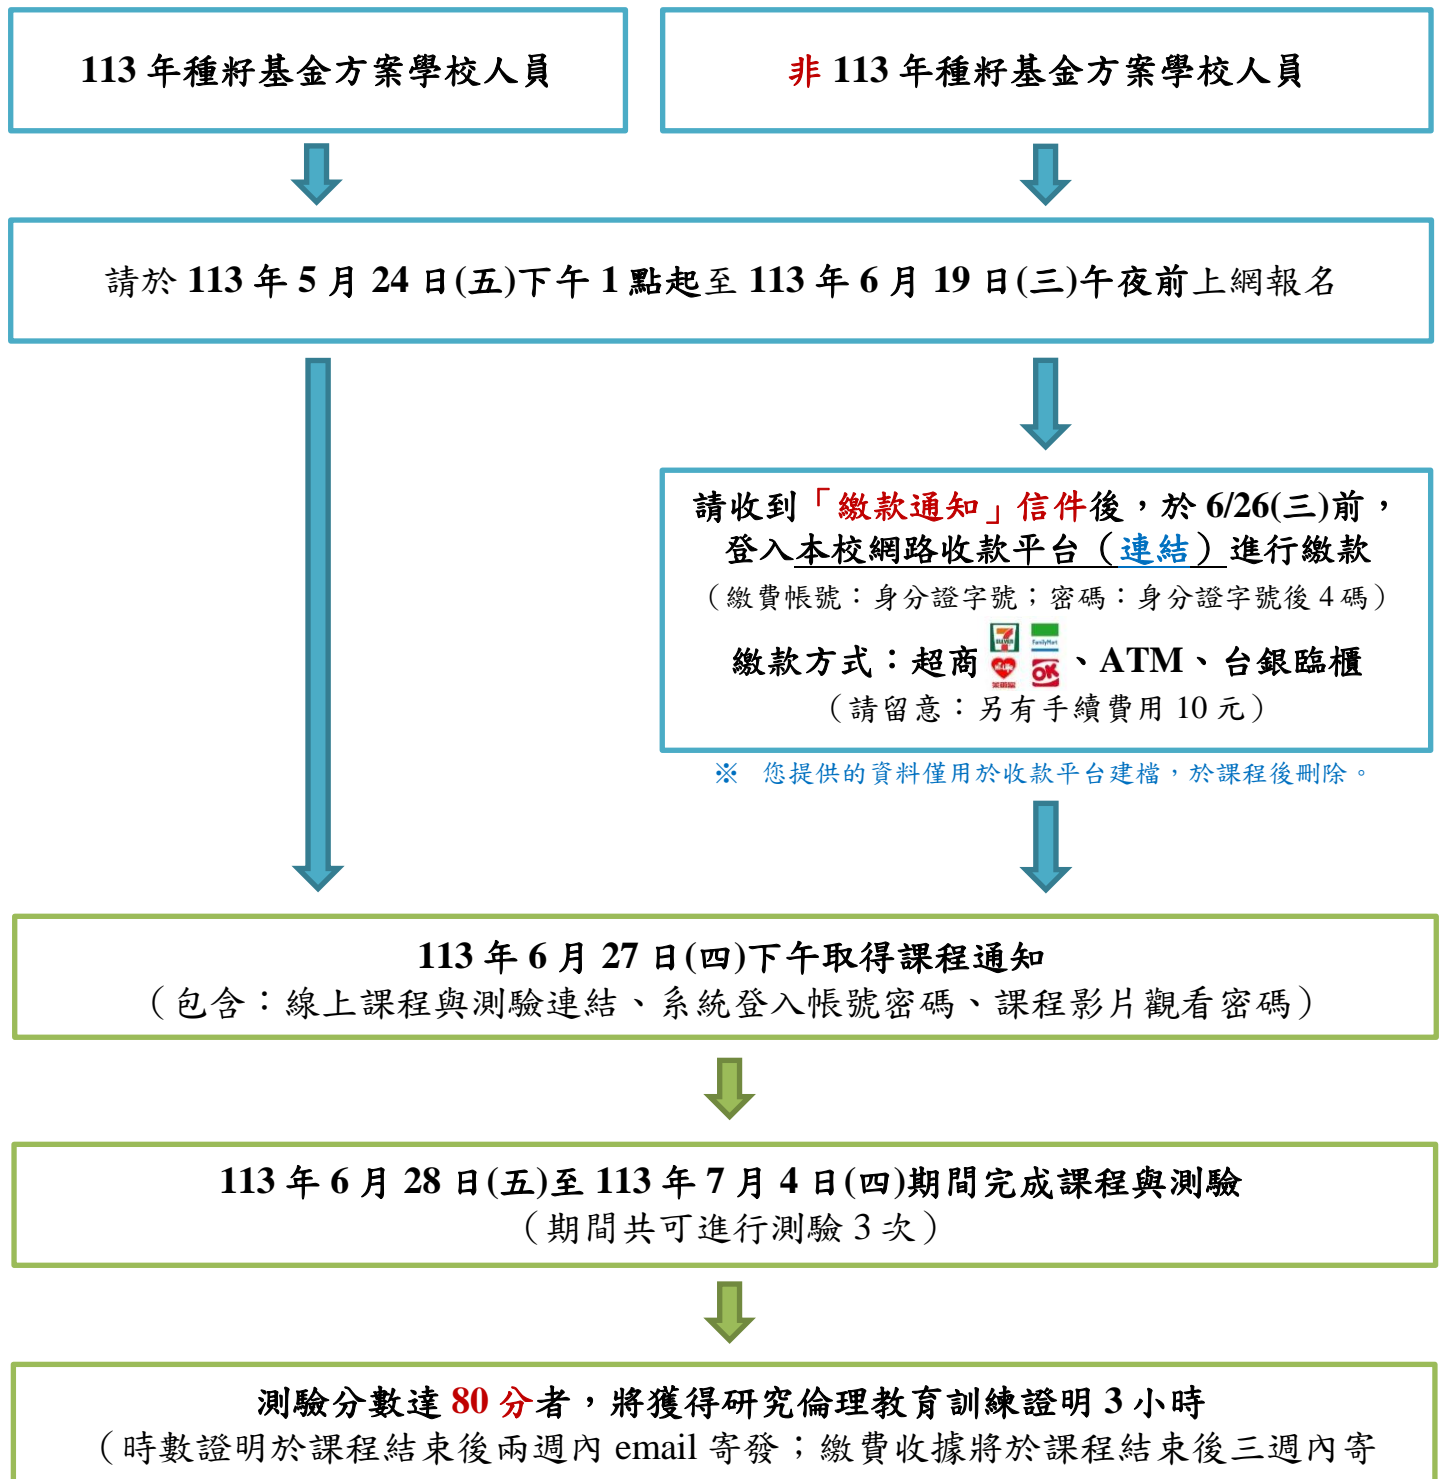 113 年種籽基金方案學校人員
非 113 年種籽基金方案學校人員
請於 113 年 5 月 24 日(五)下午 1 點起至 113 年 6 月 19 日(三)午夜前上網報名
請收到「繳款通知」信件後，於 6/26(三)前，
登入本校網路收款平台（連結）進行繳款
（繳費帳號：身分證字號；密碼：身分證字號後 4 碼）
繳款方式：超商、ATM、台銀臨櫃
7
ELEVEN
FamilyMart
OK
（請留意：另有手續費用 10 元）
※ 您提供的資料僅用於收款平台建檔，於課程後刪除。
113 年 6 月 27 日(四)下午取得課程通知
（包含：線上課程與測驗連結、系統登入帳號密碼、課程影片觀看密碼）
113 年 6 月 28 日(五)至 113 年 7 月 4 日(四)期間完成課程與測驗
（期間共可進行測驗 3 次）
測驗分數達 80 分者，將獲得研究倫理教育訓練證明 3 小時
（時數證明於課程結束後兩週內 email 寄發；繳費收據將於課程結束後三週內寄